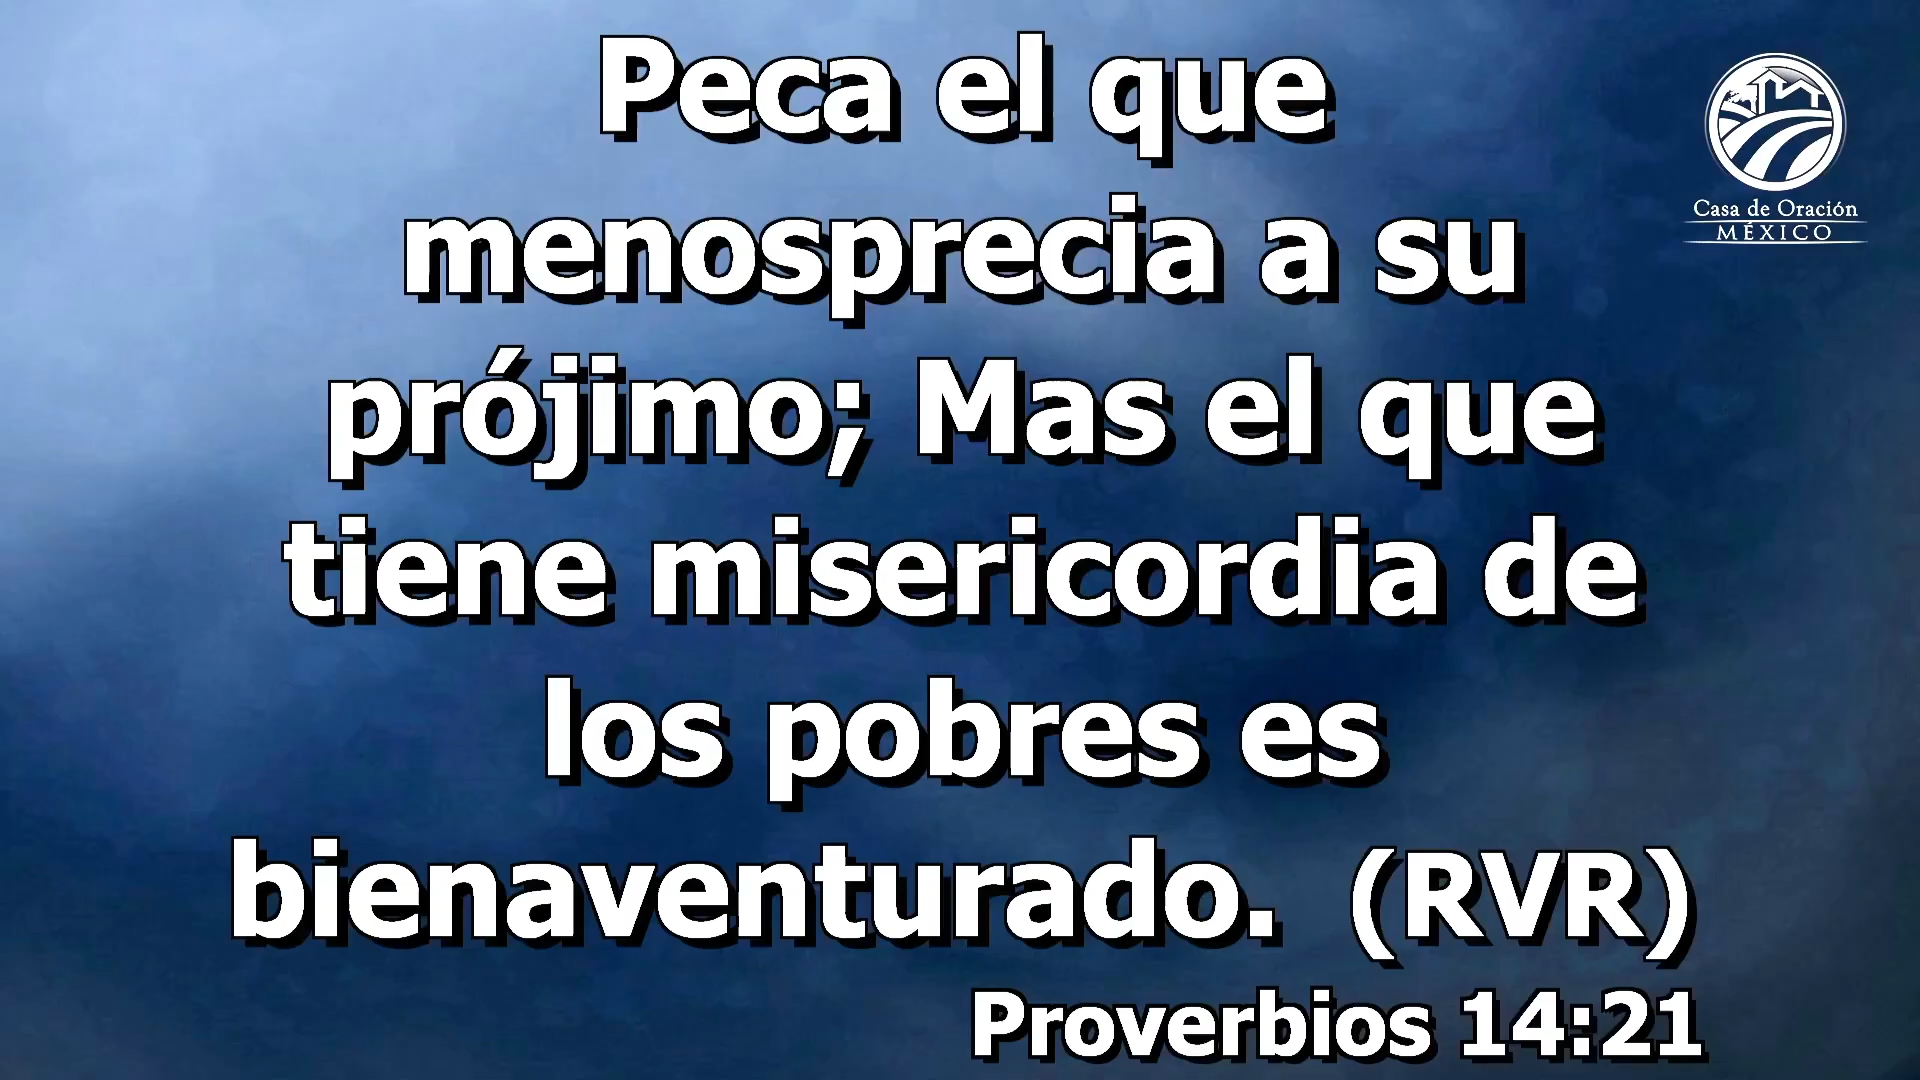 Peca el que
menosprecia a su
prójimo; Mas el que
tiene misericordia de
los pobres es
bienaventurado.  (RVR)
Proverbios 14:21
Casa de Oración
MÉXICO